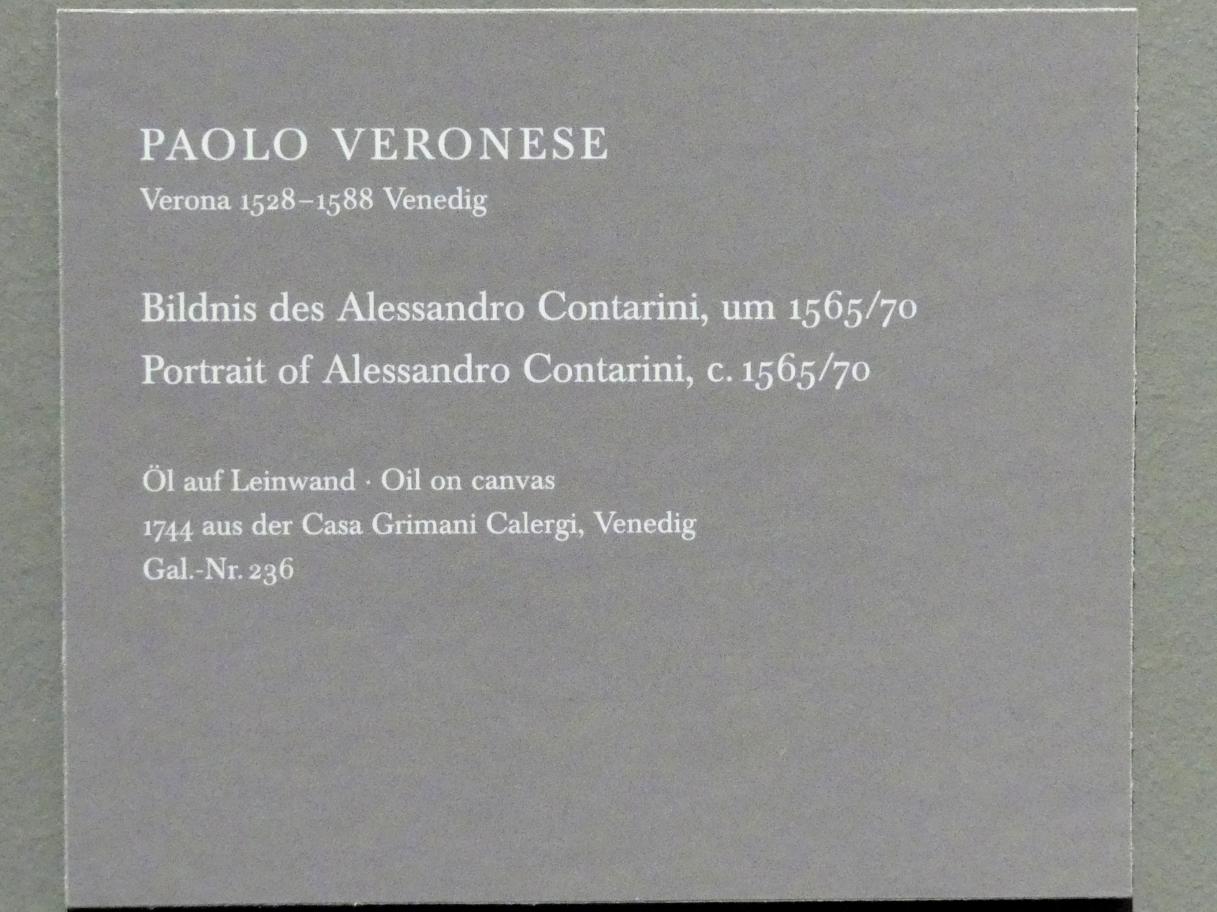 PAOLO VERONESE
Verona 1528–1588 Venedig
Bildnis des Alessandro Contarini, um 1565/70
Portrait of Alessandro Contarini, c. 1565/70
Öl auf Leinwand · Oil on canvas
1744 aus der Casa Grimani Calergi, Venedig
Gal.-Nr. 236